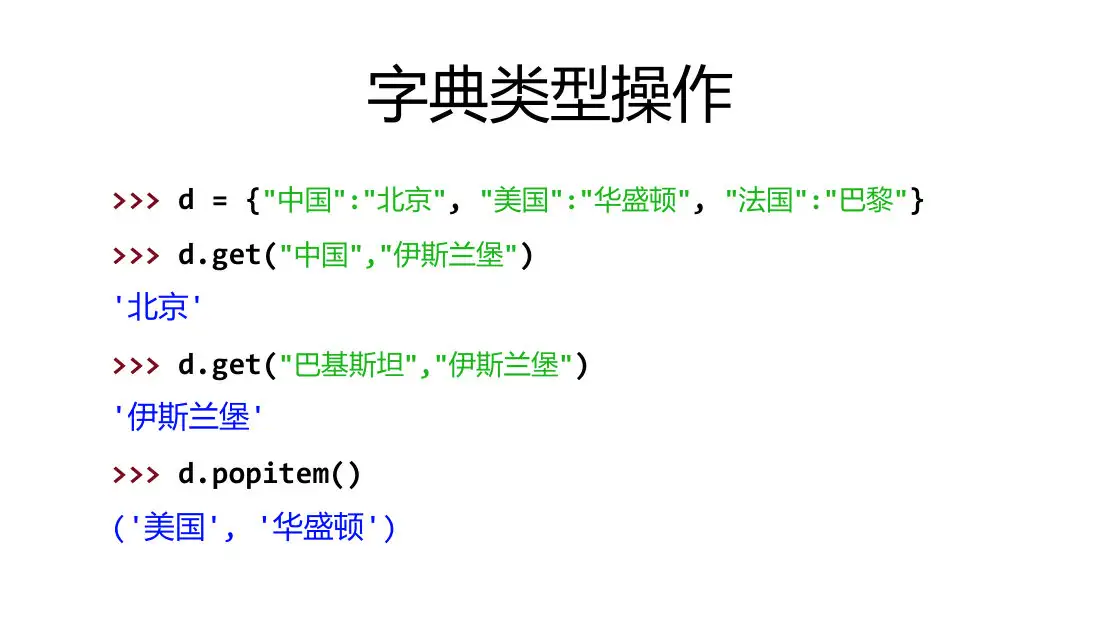 字典类型操作
>>> d = {"中国":"北京", "美国":"华盛顿", "法国":"巴黎"}
>>> d.get("中国","伊斯兰堡")
'北京'
>>> d.get("巴基斯坦","伊斯兰堡")
'伊斯兰堡'
>>> d.popitem()
('美国', '华盛顿')